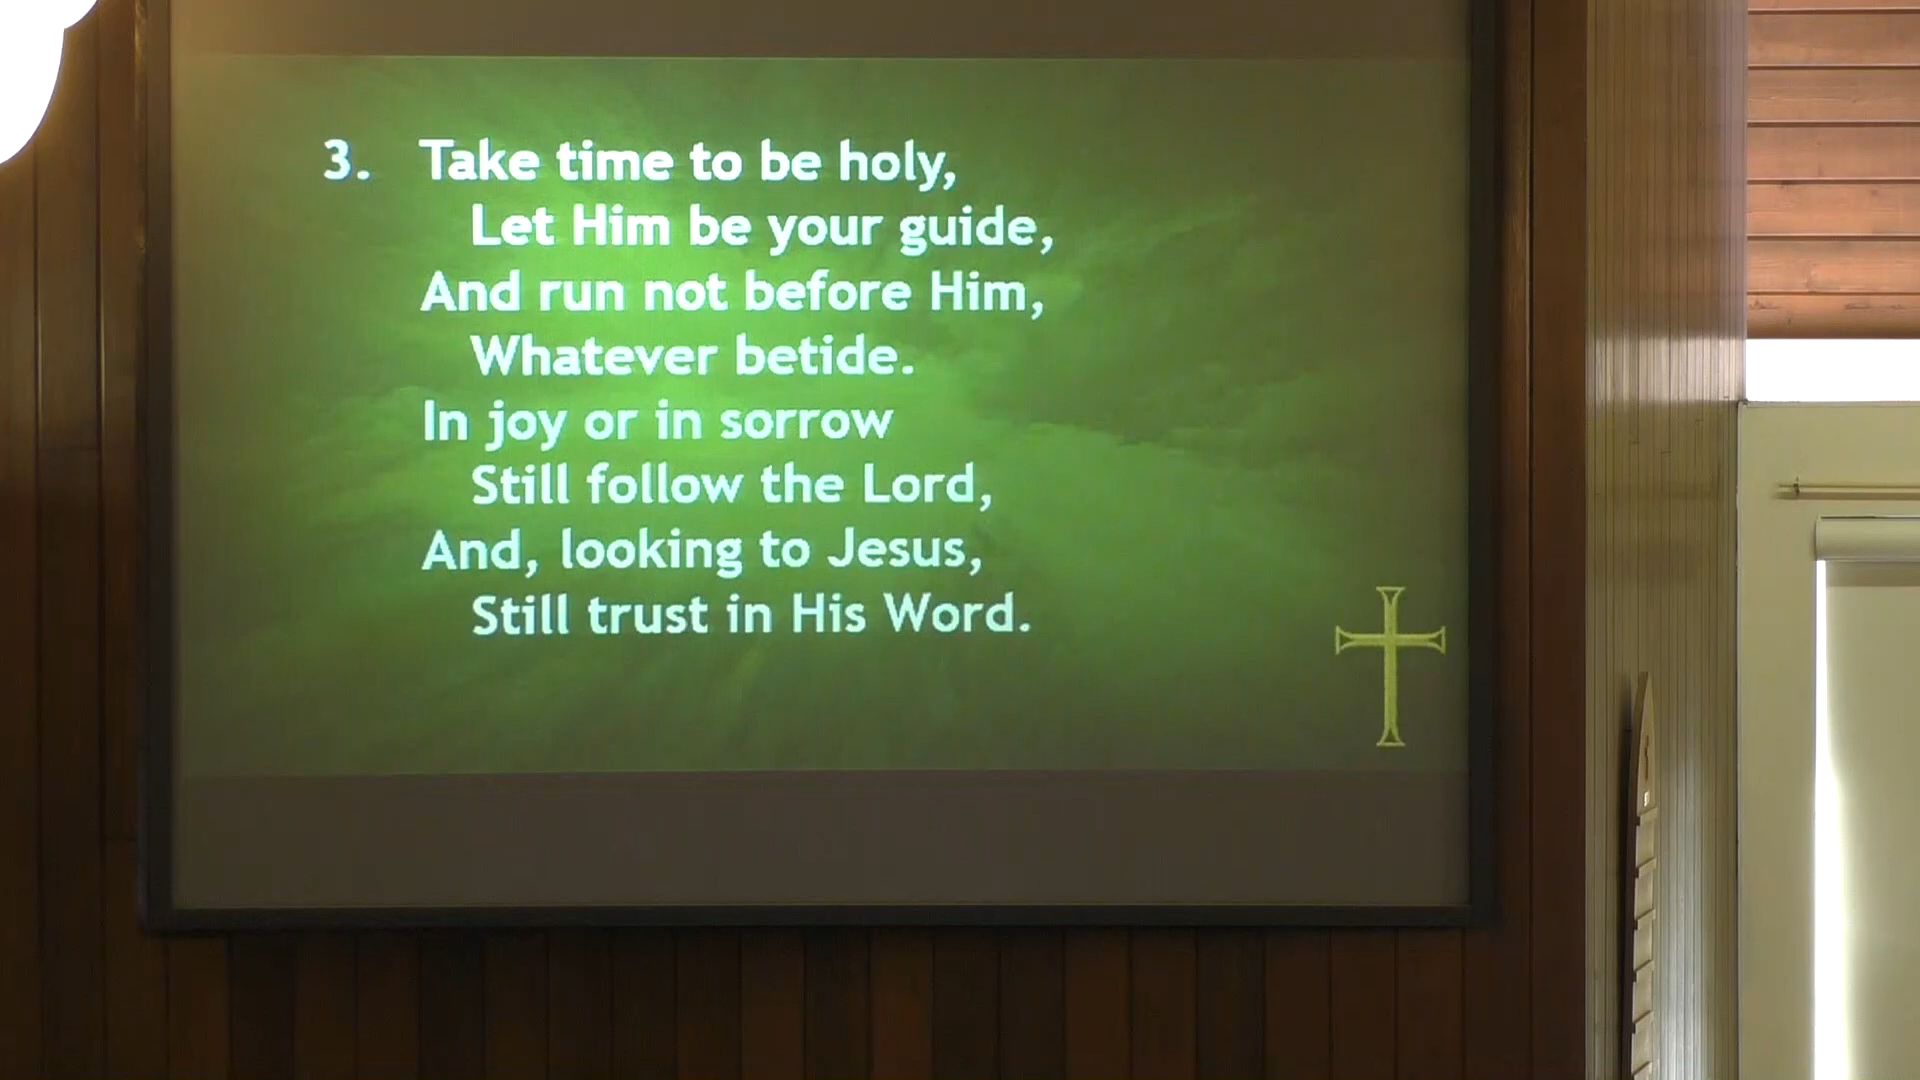 3. Take time to be holy,
Let Him be your guide,
And run not before Him,
Whatever betide.
In joy or in sorrow
Still follow the Lord,
And, looking to Jesus,
Still trust in His Word.